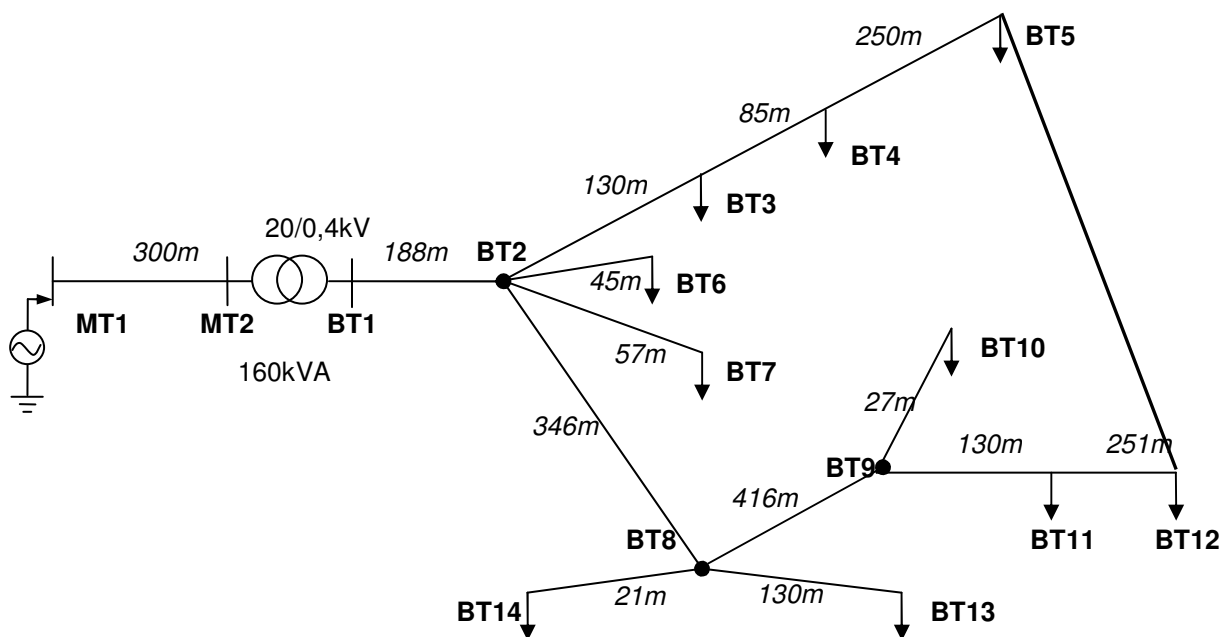 250m
BT5
85m
BT4
130m
BT3
20/0,4kV
300m
188m
BT2
45m
BT6
MT1
MT2
BT1
160kVA
57m
BT7
BT10
27m
346m
BT9
130m
251m
416m
BT8
BT11
BT12
BT14
21m
130m
BT13